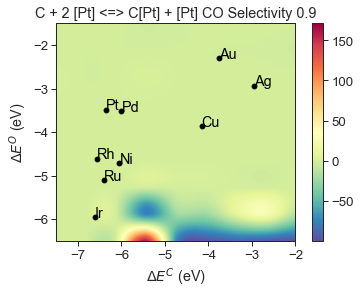 C + 2 [Pt] <=> C[Pt] + [Pt] CO Selectivity 0.9
ΔE^O (eV)
−2
−3
−4
−5
−6
Au
Ag
Pt
Pd
Cu
Rh
Ni
Ru
Ir
150
100
50
0
−50
−7
−6
−5
−4
−3
−2
ΔE^C (eV)